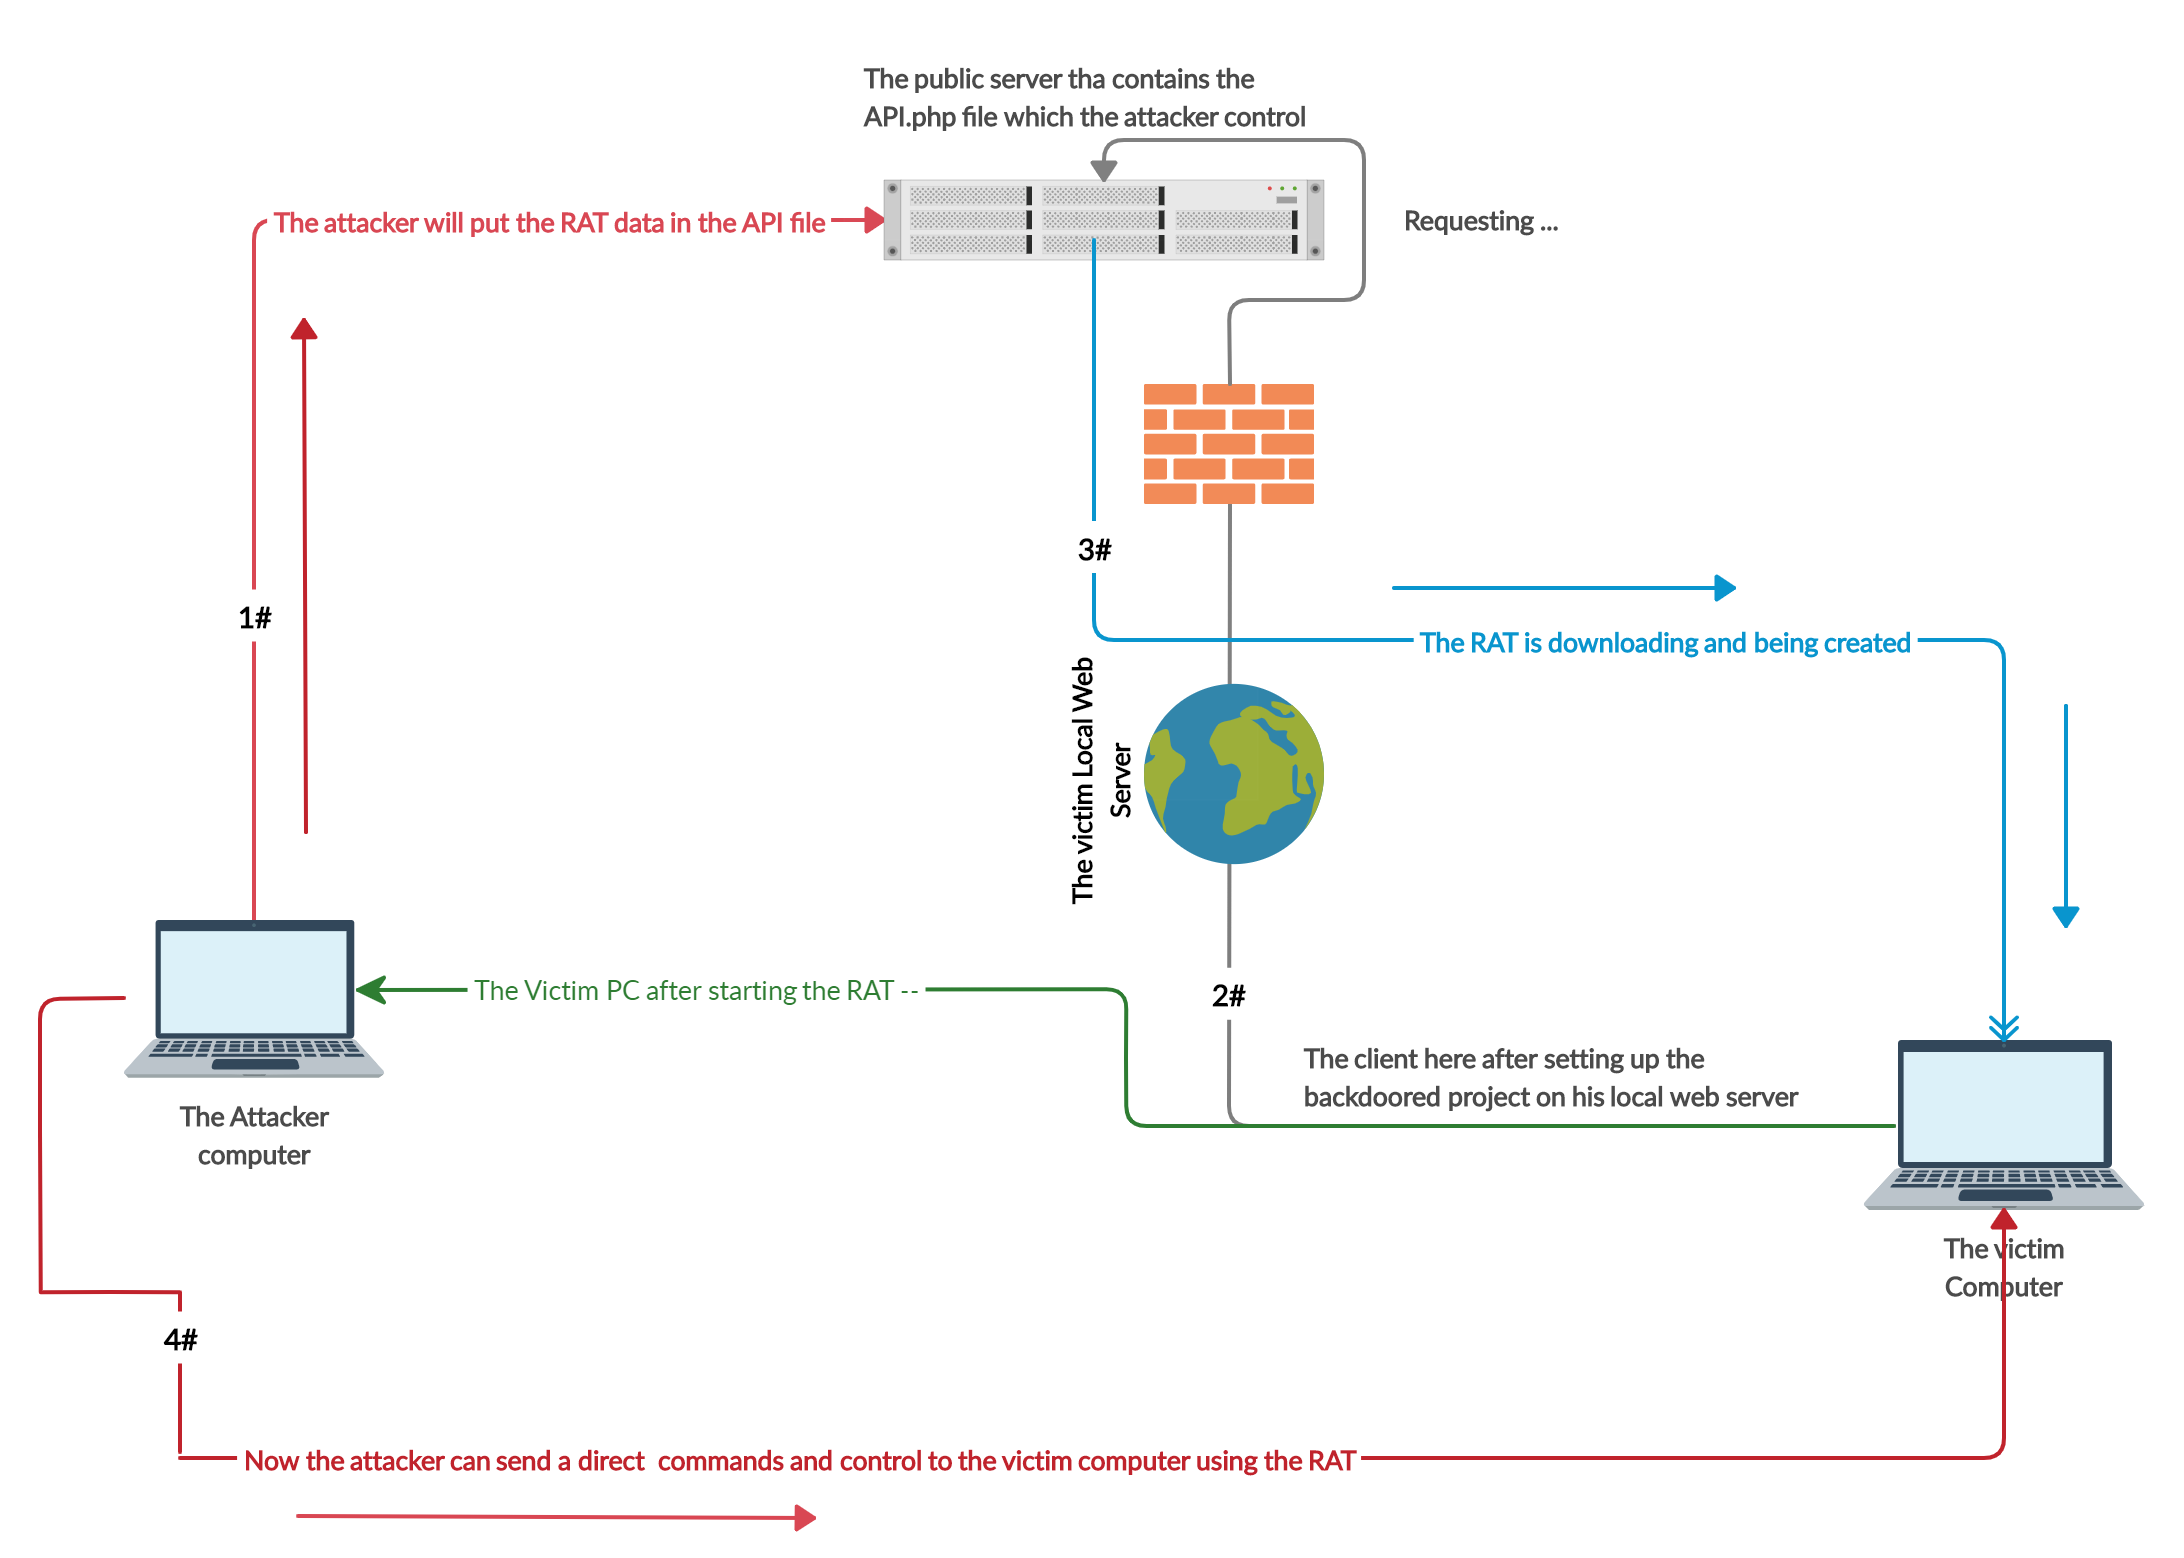 The public server tha contains the
API.php file which the attacker control
The attacker will put the RAT data in the API file
Requesting ...
3#
1#
The RAT is downloading and being created
The victim Local Web
Server
The Victim PC after starting the RAT --
2#
The client here after setting up the
backdoored project on his local web server
The Attacker
computer
The victim
Computer
4#
Now the attacker can send a direct  commands and control to the victim computer using the RAT